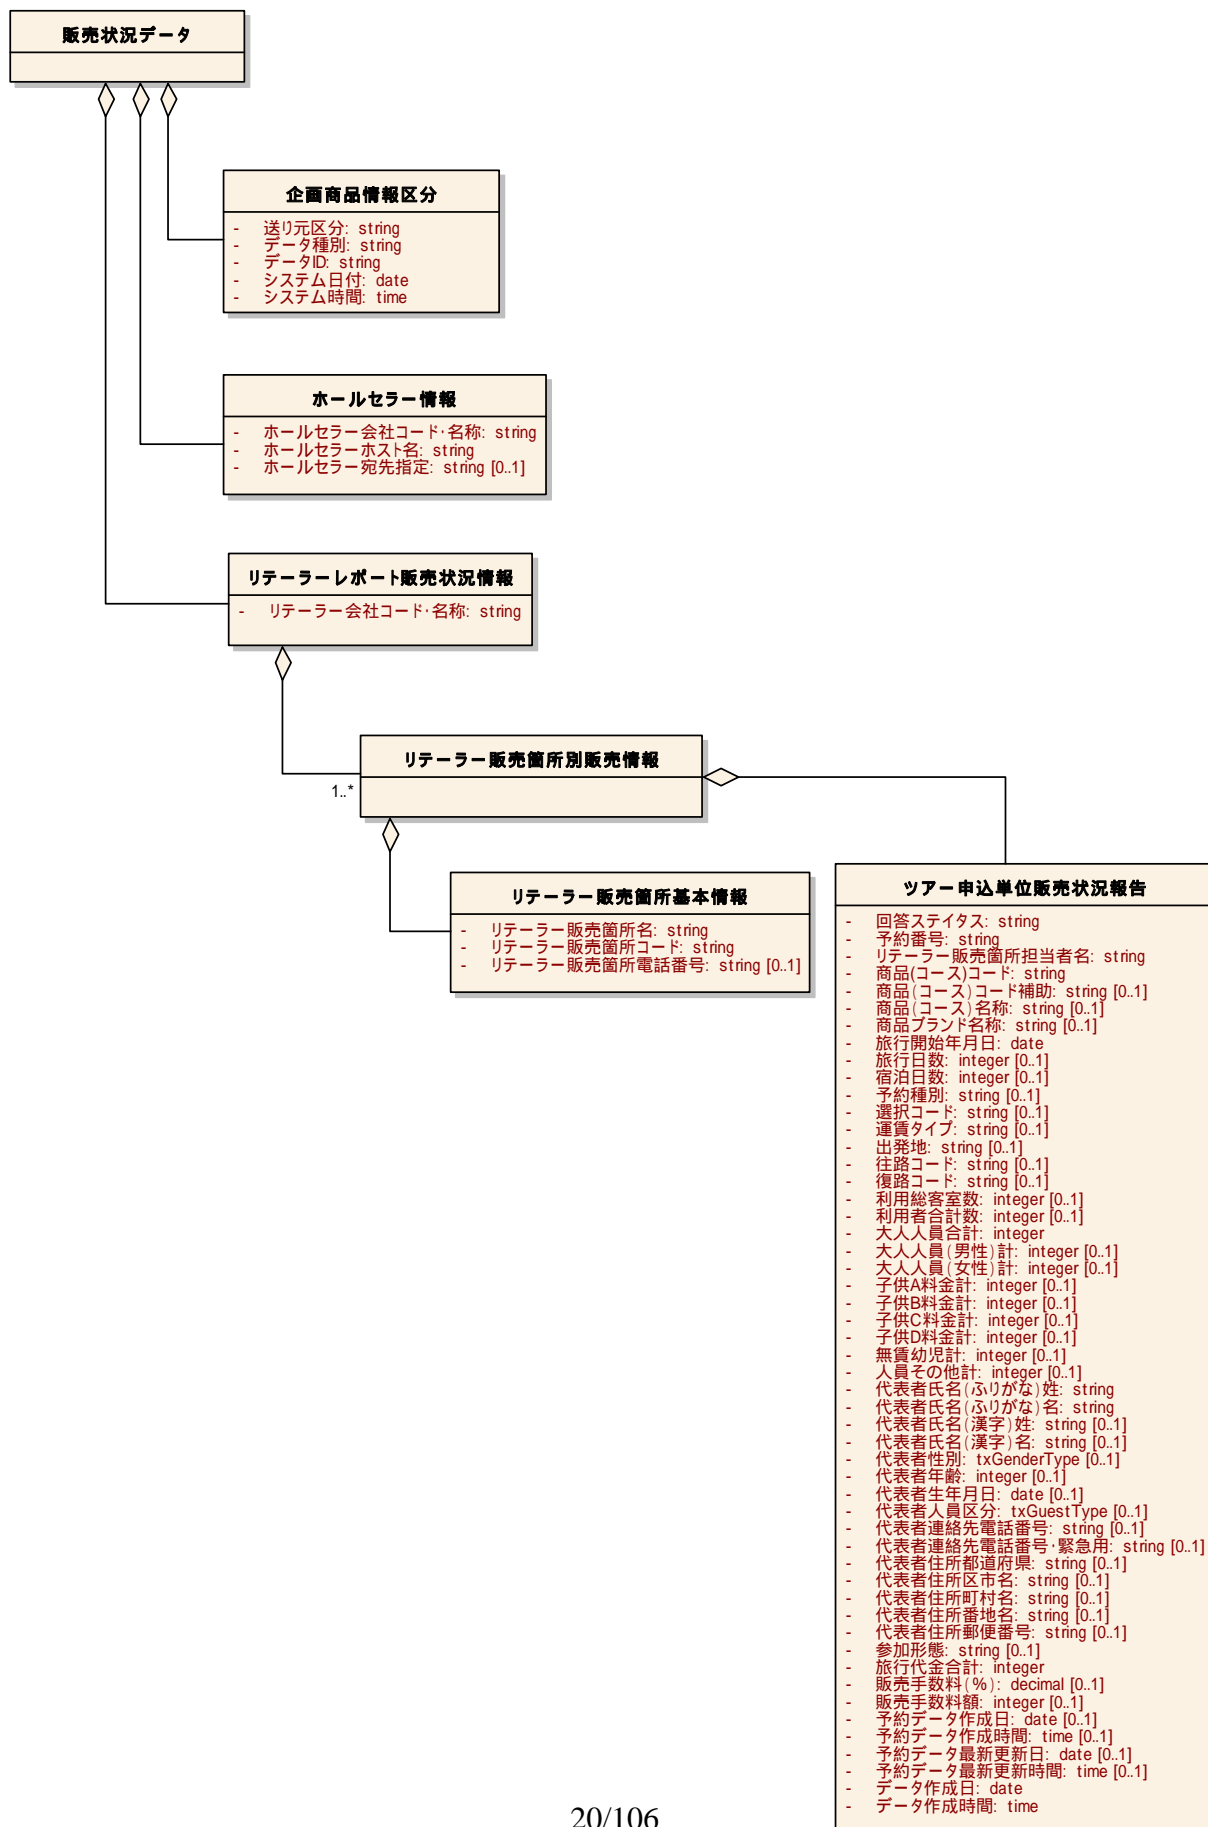 販売状況データ
企画商品情報区分
- 送り元区分: string
- データ種別: string
- データID: string
- システム日付: date
- システム時間: time
ホールセラー情報
- ホールセラー会社コード・名称: string
- ホールセラーホスト名: string
- ホールセラー宛先指定: string [0..1]
リテーラーレポート販売状況情報
- リテーラー会社コード・名称: string
リテーラー販売箇所別販売情報
1..*
リテーラー販売箇所基本情報
- リテーラー販売箇所名: string
- リテーラー販売箇所コード: string
- リテーラー販売箇所電話番号: string [0..1]
ツアー申込単位販売状況報告
- 回答ステイタス: string
- 予約番号: string
- リテーラー販売箇所担当者名: string
- 商品(コース)コード: string
- 商品(コース)コード補助: string [0..1]
- 商品(コース)名称: string [0..1]
- 商品ブランド名称: string [0..1]
- 旅行開始年月日: date
- 旅行日数: integer [0..1]
- 宿泊日数: integer [0..1]
- 予約種別: string [0..1]
- 選択コード: string [0..1]
- 運賃タイプ: string [0..1]
- 出発地: string [0..1]
- 往路コード: string [0..1]
- 復路コード: string [0..1]
- 利用総客室数: integer [0..1]
- 利用者合計数: integer [0..1]
- 大人人員合計: integer
- 大人人員(男性)計: integer [0..1]
- 大人人員(女性)計: integer [0..1]
- 子供A料金計: integer [0..1]
- 子供B料金計: integer [0..1]
- 子供C料金計: integer [0..1]
- 子供D料金計: integer [0..1]
- 無賃幼児計: integer [0..1]
- 人員その他計: integer [0..1]
- 代表者氏名(ふりがな)姓: string
- 代表者氏名(ふりがな)名: string
- 代表者氏名(漢字)姓: string [0..1]
- 代表者氏名(漢字)名: string [0..1]
- 代表者性別: txGenderType [0..1]
- 代表者年齢: integer [0..1]
- 代表者生年月日: date [0..1]
- 代表者人員区分: txGuestType [0..1]
- 代表者連絡先電話番号: string [0..1]
- 代表者連絡先電話番号・緊急用: string [0..1]
- 代表者住所都道府県: string [0..1]
- 代表者住所区市名: string [0..1]
- 代表者住所町村名: string [0..1]
- 代表者住所番地名: string [0..1]
- 代表者住所郵便番号: string [0..1]
- 参加形態: string [0..1]
- 旅行代金合計: integer
- 販売手数料(%): decimal [0..1]
- 販売手数料額: integer [0..1]
- 予約データ作成日: date [0..1]
- 予約データ作成時間: time [0..1]
- 予約データ最新更新日: date [0..1]
- 予約データ最新更新時間: time [0..1]
- データ作成日: date
- データ作成時間: time
20/106